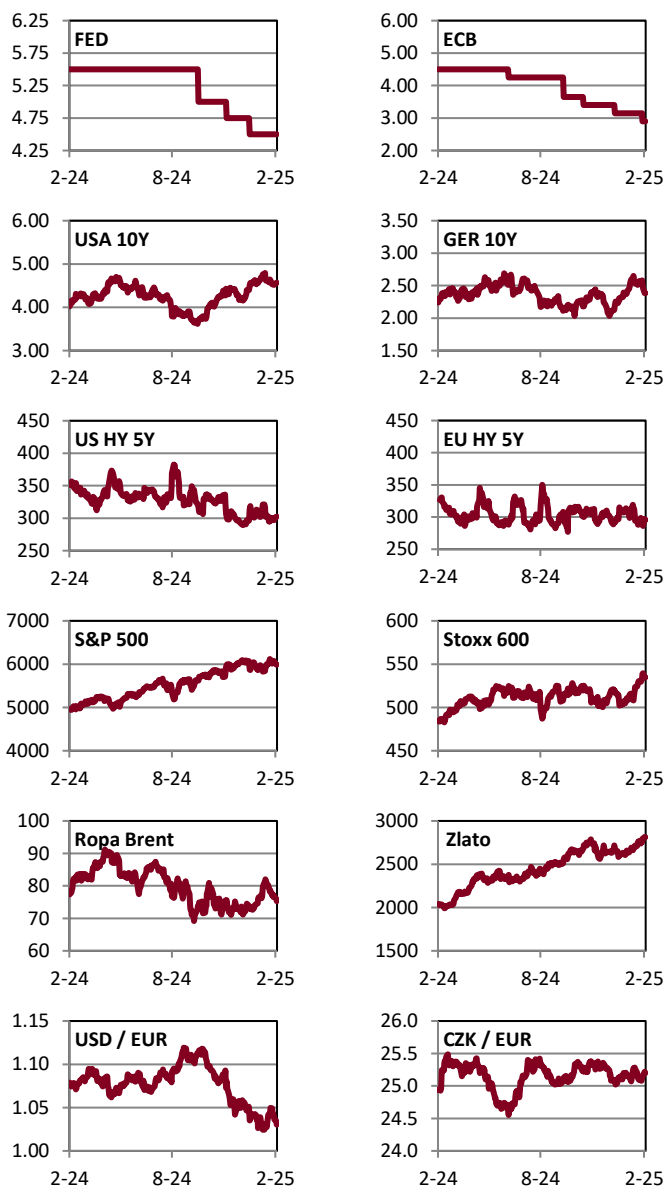 FED
6.25
5.75
5.25
4.75
4.25
2-24 8-24 2-25
ECB
6.00
5.00
4.00
3.00
2.00
2-24 8-24 2-25
USA 10Y
6.00
5.00
4.00
3.00
2-24 8-24 2-25
GER 10Y
3.50
3.00
2.50
2.00
1.50
2-24 8-24 2-25
US HY 5Y
450
400
350
300
250
2-24 8-24 2-25
EU HY 5Y
450
400
350
300
250
2-24 8-24 2-25
S&P 500
7000
6000
5000
4000
2-24 8-24 2-25
Stoxx 600
600
550
500
450
2-24 8-24 2-25
Ropa Brent
100
90
80
70
60
2-24 8-24 2-25
Zlato
3000
2500
2000
1500
2-24 8-24 2-25
USD / EUR
1.15
1.10
1.05
1.00
2-24 8-24 2-25
CZK / EUR
26.0
25.5
25.0
24.5
24.0
2-24 8-24 2-25